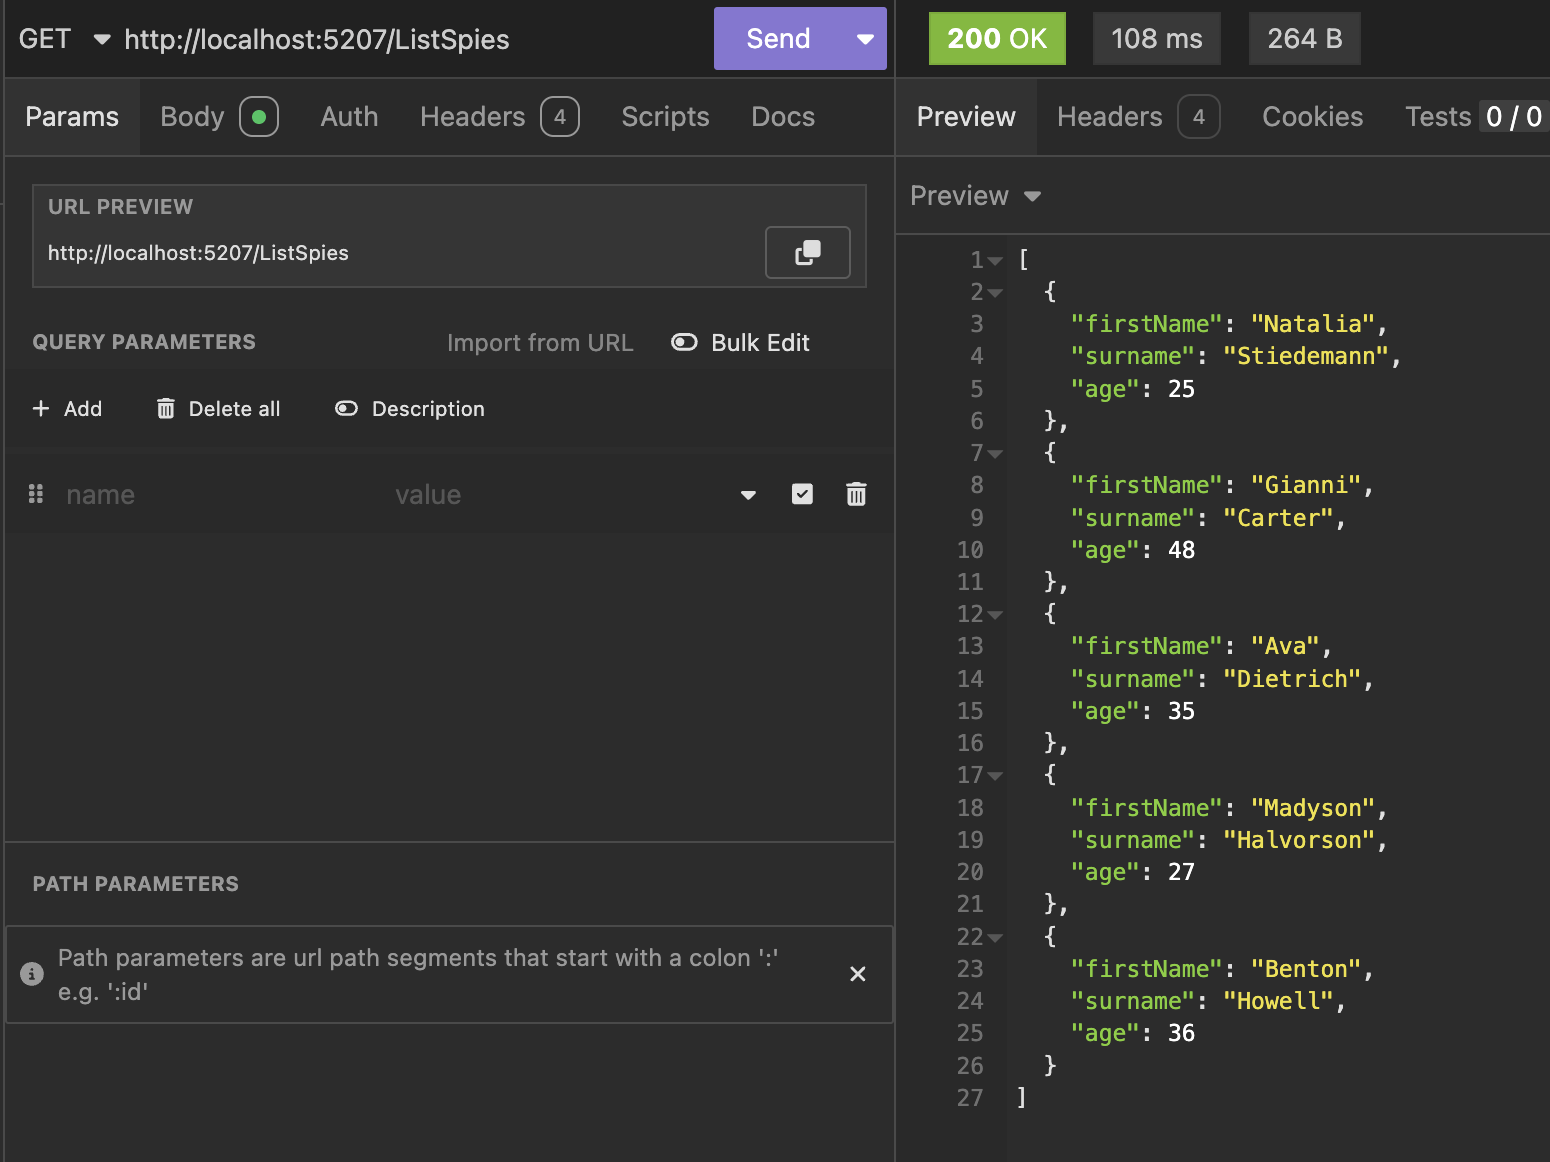 GET http://localhost:5207/ListSpies Send
Params Body Auth Headers 4 Scripts Docs
URL PREVIEW
http://localhost:5207/ListSpies
QUERY PARAMETERS Import from URL Bulk Edit
+ Add Delete all Description
name value
PATH PARAMETERS
Path parameters are url path segments that start with a colon ':'
e.g. ':id'
200 OK 108 ms 264 B
Preview Headers 4 Cookies Tests 0 / 0
Preview
1 [
2 {
3 "firstName": "Natalia",
4 "surname": "Stiedemann",
5 "age": 25
6 },
7 {
8 "firstName": "Gianni",
9 "surname": "Carter",
10 "age": 48
11 },
12 {
13 "firstName": "Ava",
14 "surname": "Dietrich",
15 "age": 35
16 },
17 {
18 "firstName": "Madyson",
19 "surname": "Halvorson",
20 "age": 27
21 },
22 {
23 "firstName": "Benton",
24 "surname": "Howell",
25 "age": 36
26 }
27 ]